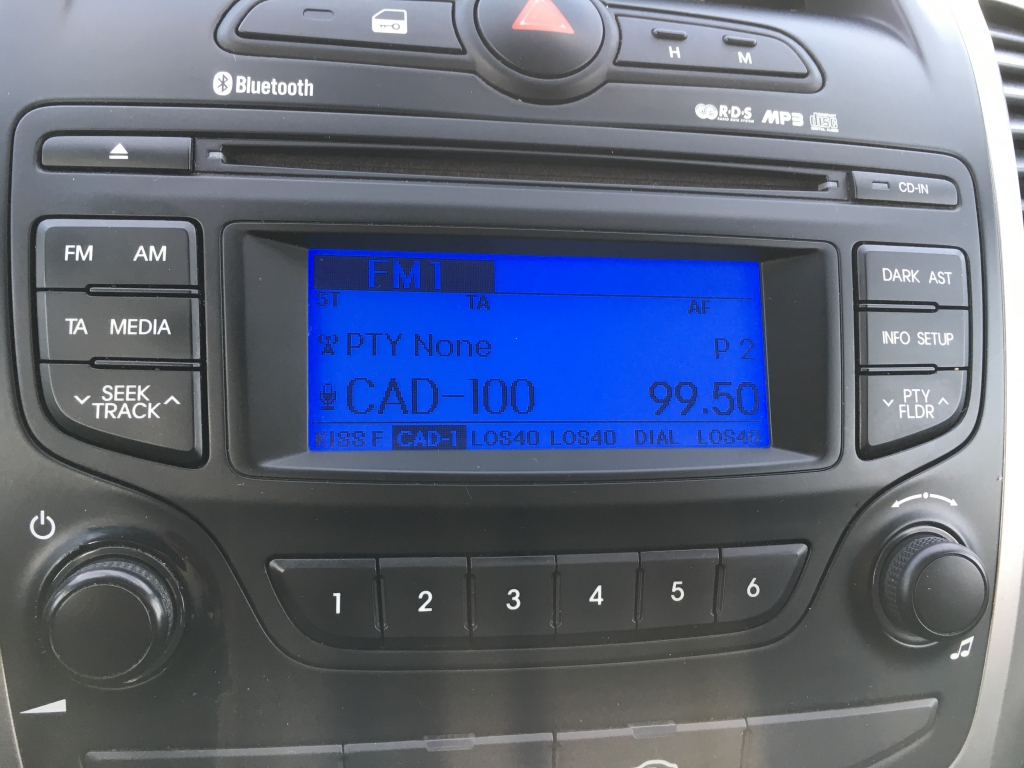 H M
Bluetooth
R·D·S MP3 disc
CD-IN
FM AM
TA MEDIA
SEEK
TRACK
FM1
ST TA AF
PTY None P 2
CAD-100 99.50
KISS F CAD-1 LOS40 LOS40 DIAL LOS40
DARK AST
INFO SETUP
PTY
FLDR
1 2 3 4 5 6